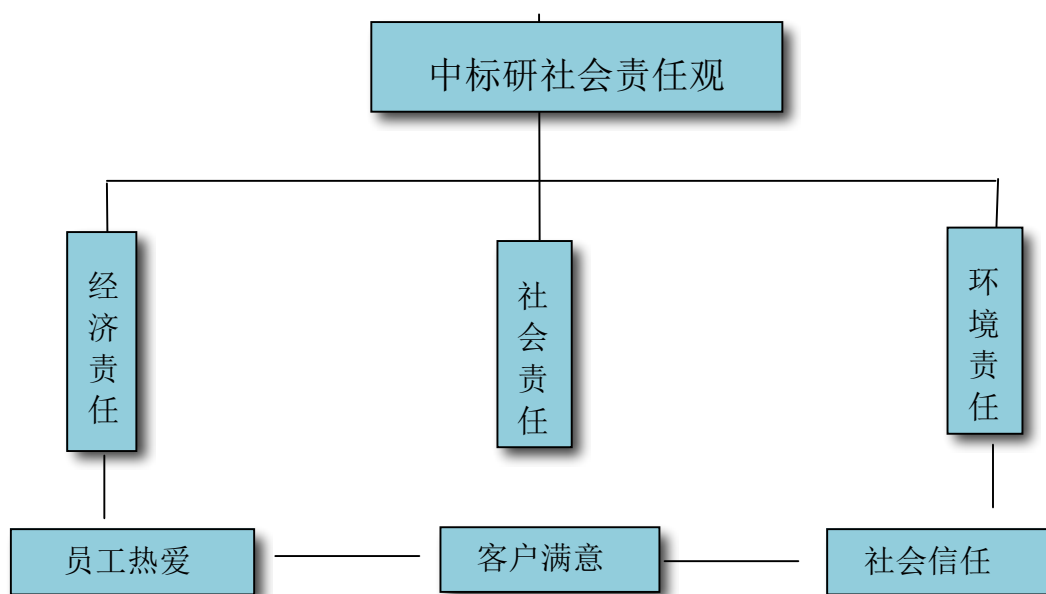 中标研社会责任观
经济责任
社会责任
环境责任
员工热爱
客户满意
社会信任